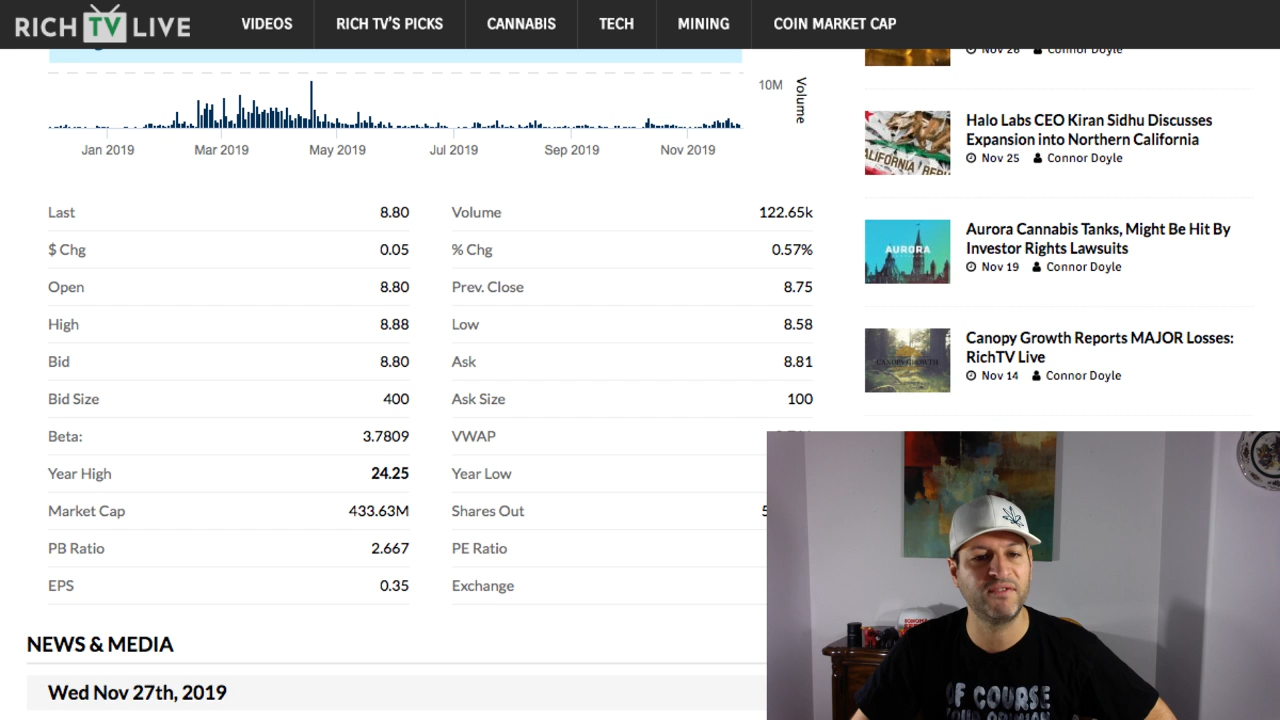 RICH TV LIVE
VIDEOS
RICH TV'S PICKS
CANNABIS
TECH
MINING
COIN MARKET CAP
10M
Volume
Jan 2019
Mar 2019
May 2019
Jul 2019
Sep 2019
Nov 2019
Last 8.80 Volume 122.65k
$ Chg 0.05 % Chg 0.57%
Open 8.80 Prev. Close 8.75
High 8.88 Low 8.58
Bid 8.80 Ask 8.81
Bid Size 400 Ask Size 100
Beta: 3.7809 VWAP
Year High 24.25 Year Low
Market Cap 433.63M Shares Out
PB Ratio 2.667 PE Ratio
EPS 0.35 Exchange
NEWS & MEDIA
Wed Nov 27th, 2019
Nov 26 Connor Doyle
Halo Labs CEO Kiran Sidhu Discusses
Expansion into Northern California
Nov 25 Connor Doyle
AURORA
Aurora Cannabis Tanks, Might Be Hit By
Investor Rights Lawsuits
Nov 19 Connor Doyle
CANOPY GROWTH
Canopy Growth Reports MAJOR Losses:
RichTV Live
Nov 14 Connor Doyle
OF COURSE
YOUR OPINION